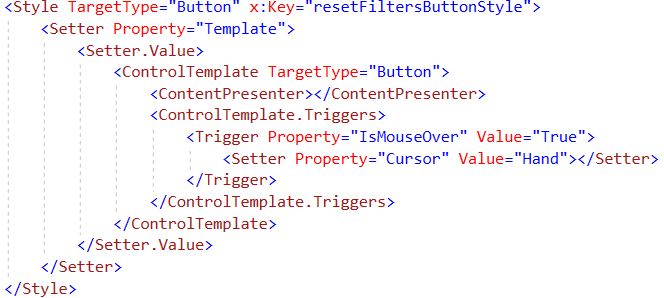 <Style TargetType="Button" x:Key="resetFiltersButtonStyle">
    <Setter Property="Template">
        <Setter.Value>
            <ControlTemplate TargetType="Button">
                <ContentPresenter></ContentPresenter>
                <ControlTemplate.Triggers>
                    <Trigger Property="IsMouseOver" Value="True">
                        <Setter Property="Cursor" Value="Hand"></Setter>
                    </Trigger>
                </ControlTemplate.Triggers>
            </ControlTemplate>
        </Setter.Value>
    </Setter>
</Style>